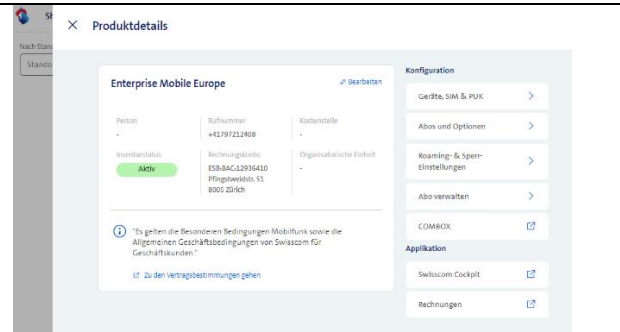 Produktdetails
Nach Stan
Stando
Enterprise Mobile Europe
Bearbeiten
Person
Rufnummer
Kostenstelle
-
+41797212408
-
Inventarstatus
Rechnungskonto
Organisatorische Einheit
Aktiv
ESB:BAC:12936410
Pfingstweidstr. 51
8005 Zürich
-
"Es gelten die Besonderen Bedingungen Mobilfunk sowie die
Allgemeinen Geschäftsbedingungen von Swisscom für
Geschäftskunden."
Zu den Vertragsbestimmungen gehen
Konfiguration
Geräte, SIM & PUK
Abos und Optionen
Roaming- & Sperr-
Einstellungen
Abo verwalten
COMBOX
Applikation
Swisscom Cockpit
Rechnungen